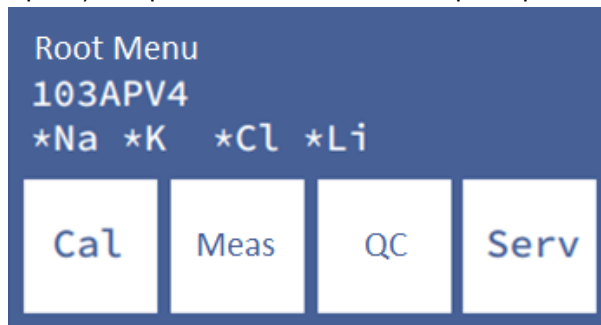 Root Menu
103APV4
*Na *K *Cl *Li
Cal Meas QC Serv